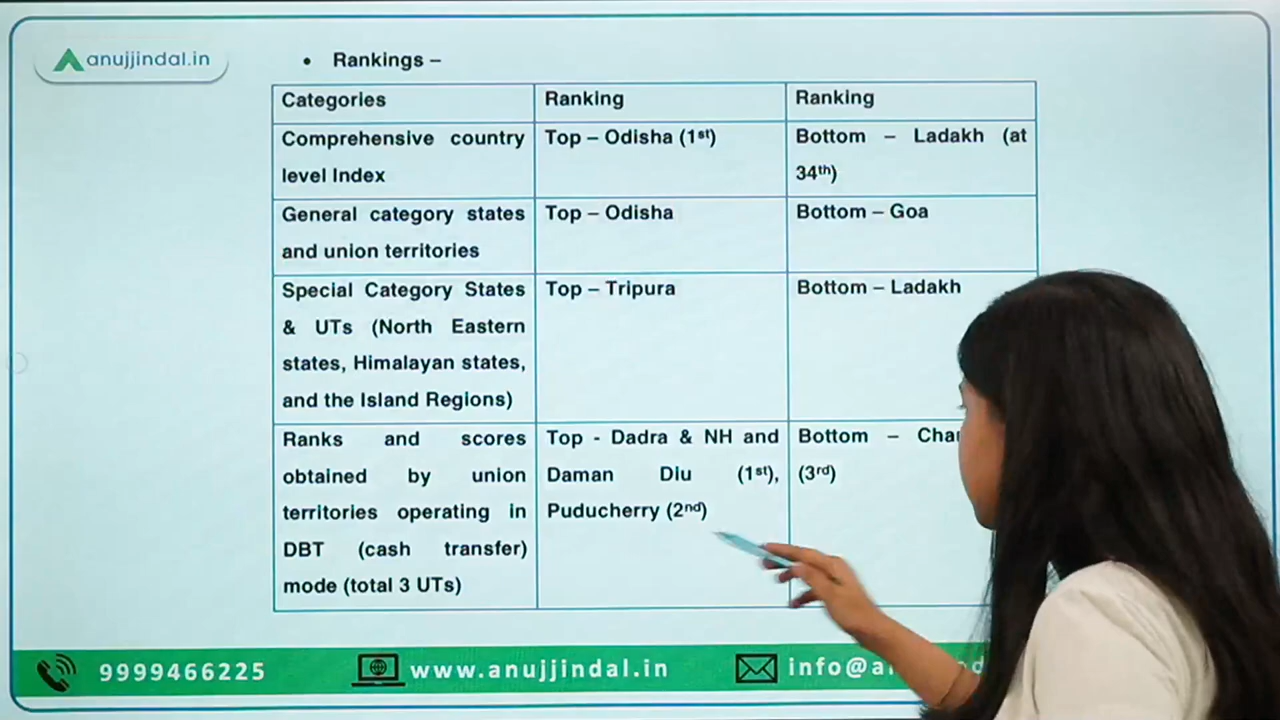 anujjindal.in
• Rankings –
Categories
Ranking
Ranking
Comprehensive country
level Index
Top – Odisha (1st)
Bottom – Ladakh (at
34th)
General category states
and union territories
Top – Odisha
Bottom – Goa
Special Category States
& UTs (North Eastern
states, Himalayan states,
and the Island Regions)
Top – Tripura
Bottom – Ladakh
Ranks and scores
obtained by union
territories operating in
DBT (cash transfer)
mode (total 3 UTs)
Top - Dadra & NH and
Daman Diu (1st),
Puducherry (2nd)
Bottom –
(3rd)
9999466225
www.anujjindal.in